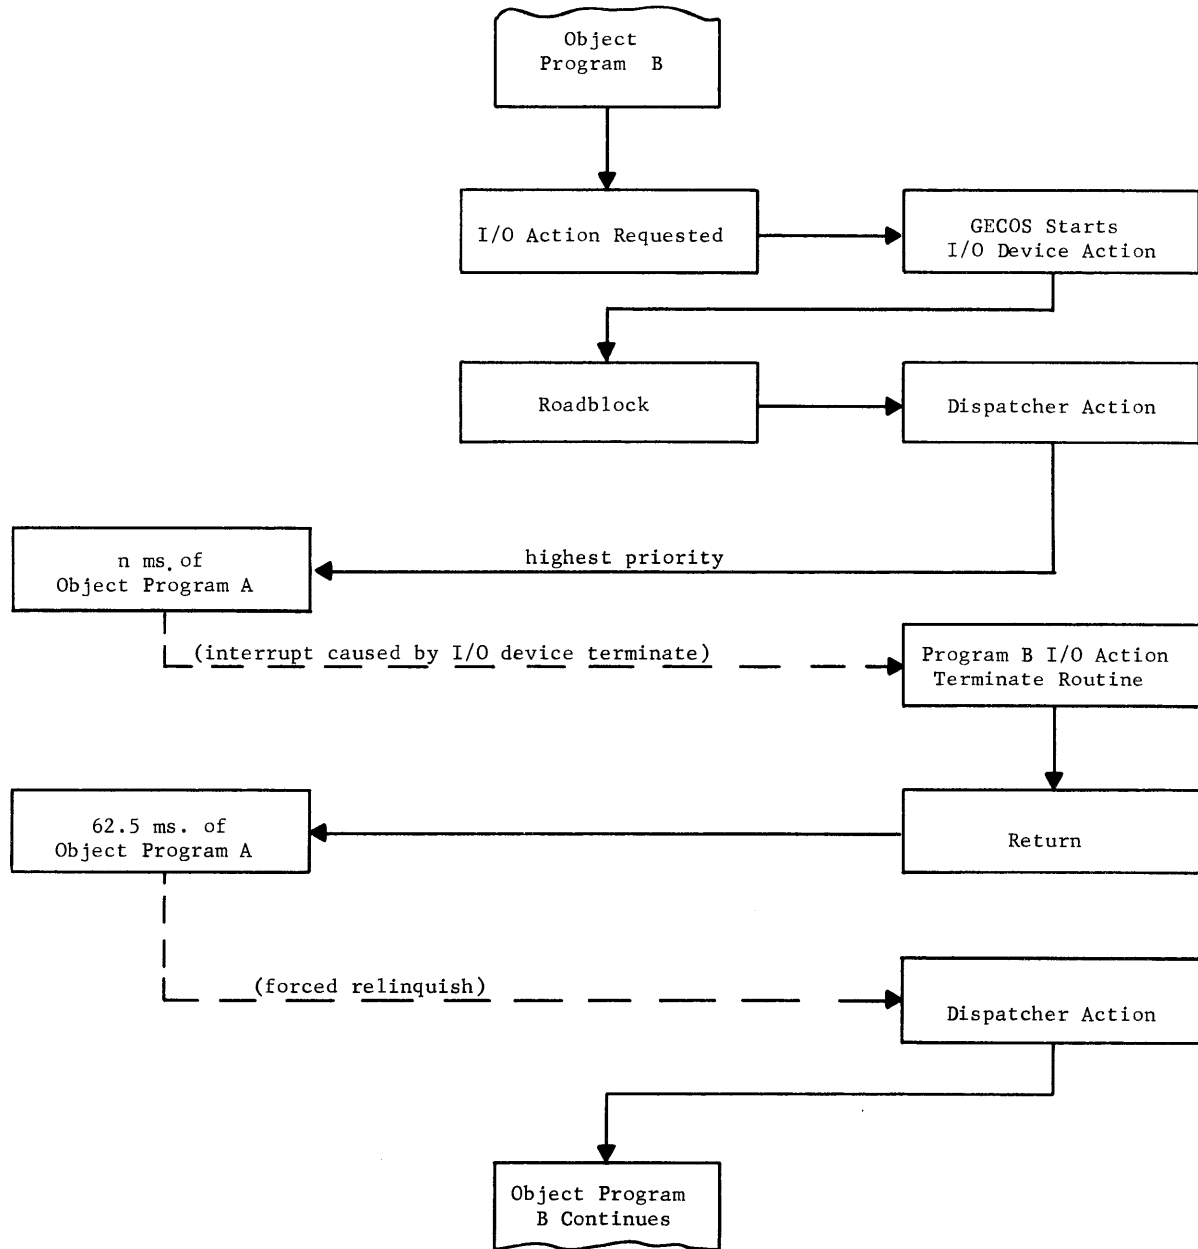 Object
Program B
I/O Action Requested
GECOS Starts
I/O Device Action
Roadblock
Dispatcher Action
highest priority
n ms. of
Object Program A
(interrupt caused by I/O device terminate)
Program B I/O Action
Terminate Routine
62.5 ms. of
Object Program A
Return
(forced relinquish)
Dispatcher Action
Object Program
B Continues